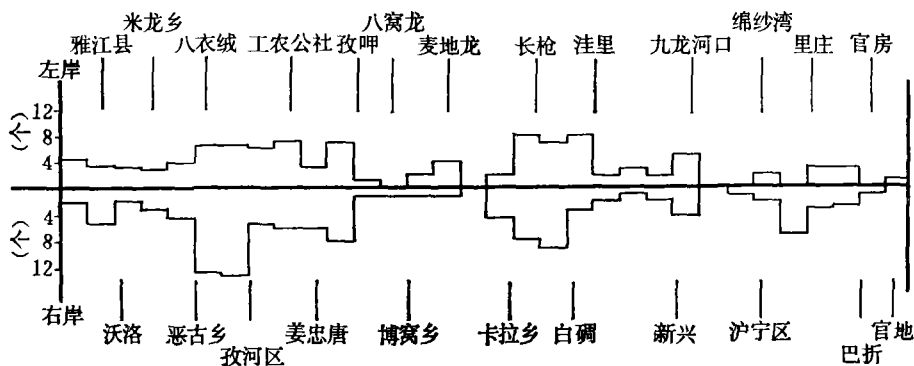 米龙乡 八窝龙 绵纱湾
雅江县 八衣绒 工农公社 孜呷 麦地龙 长枪 洼里 九龙河口 里庄 官房
左岸
12
8
4
(个)
4
8
12
(个)
右岸
沃洛 恶古乡 姜忠唐 博窝乡 卡拉乡 白碉 新兴 沪宁区 官地
孜河区 巴折